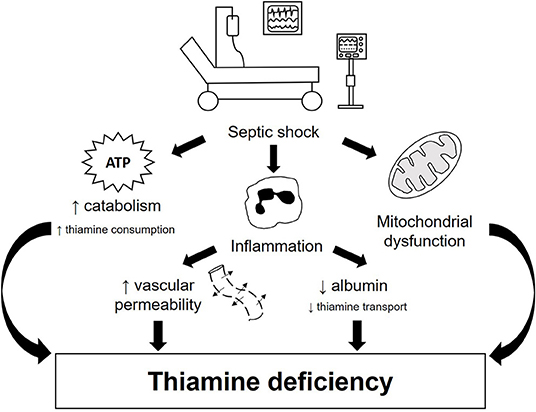 Septic shock
ATP
↑ catabolism
↑ thiamine consumption
Inflammation
Mitochondrial
dysfunction
↑ vascular
permeability
↓ albumin
↓ thiamine transport
Thiamine deficiency